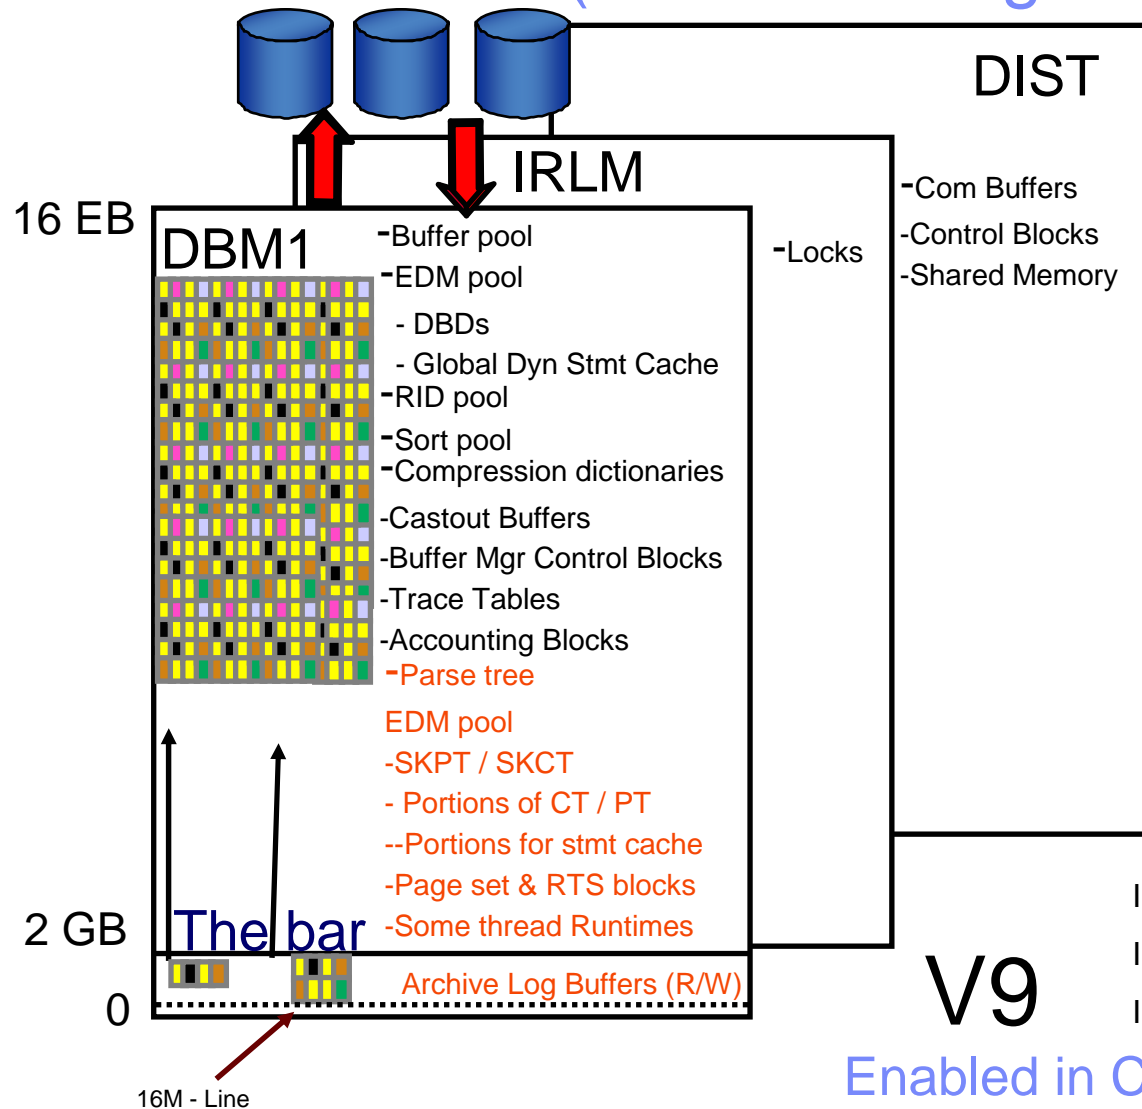 DIST
IRLM
16 EB
DBM1
-Buffer pool
-EDM pool
- DBDs
- Global Dyn Stmt Cache
-RID pool
-Sort pool
-Compression dictionaries
-Castout Buffers
-Buffer Mgr Control Blocks
-Trace Tables
-Accounting Blocks
-Parse tree
EDM pool
-SKPT / SKCT
- Portions of CT / PT
--Portions for stmt cache
-Page set & RTS blocks
-Some thread Runtimes
-Locks
-Com Buffers
-Control Blocks
-Shared Memory
2 GB
The bar
Archive Log Buffers (R/W)
0
16M - Line
V9
Enabled in C